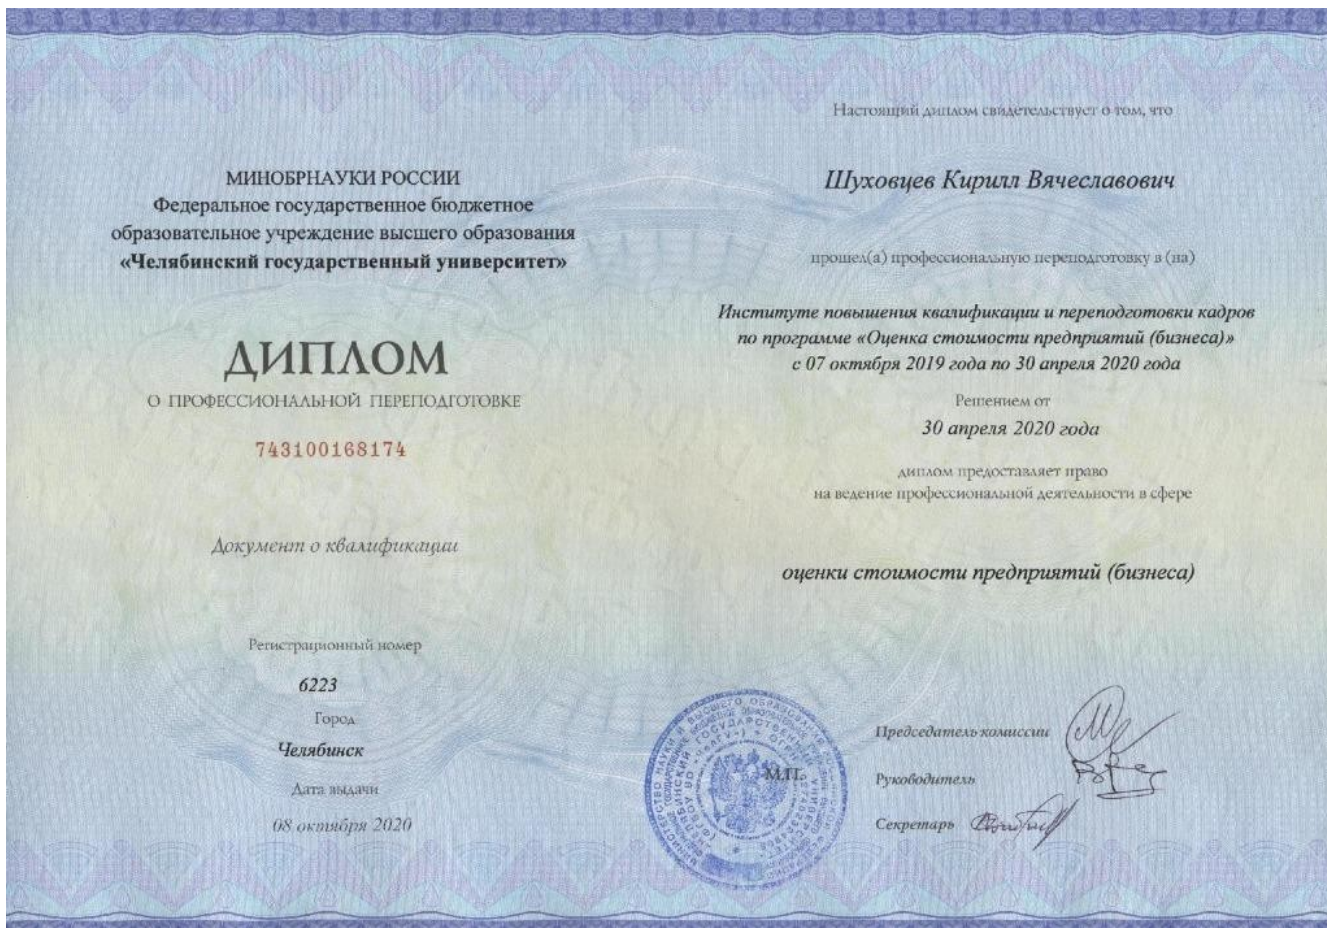 МИНОБРНАУКИ РОССИИ
Федеральное государственное бюджетное
образовательное учреждение высшего образования
«Челябинский государственный университет»
ДИПЛОМ
О ПРОФЕССИОНАЛЬНОЙ ПЕРЕПОДГОТОВКЕ
743100168174
Документ о квалификации
Регистрационный номер
6223
Город
Челябинск
Дата выдачи
08 октября 2020
Настоящий диплом свидетельствует о том, что
Шуховцев Кирилл Вячеславович
прошел(а) профессиональную переподготовку в (на)
Институте повышения квалификации и переподготовки кадров
по программе «Оценка стоимости предприятий (бизнеса)»
с 07 октября 2019 года по 30 апреля 2020 года
Решением от
30 апреля 2020 года
диплом предоставляет право
на ведение профессиональной деятельности в сфере
оценки стоимости предприятий (бизнеса)
М.П.
Председатель комиссии
Руководитель
Секретарь